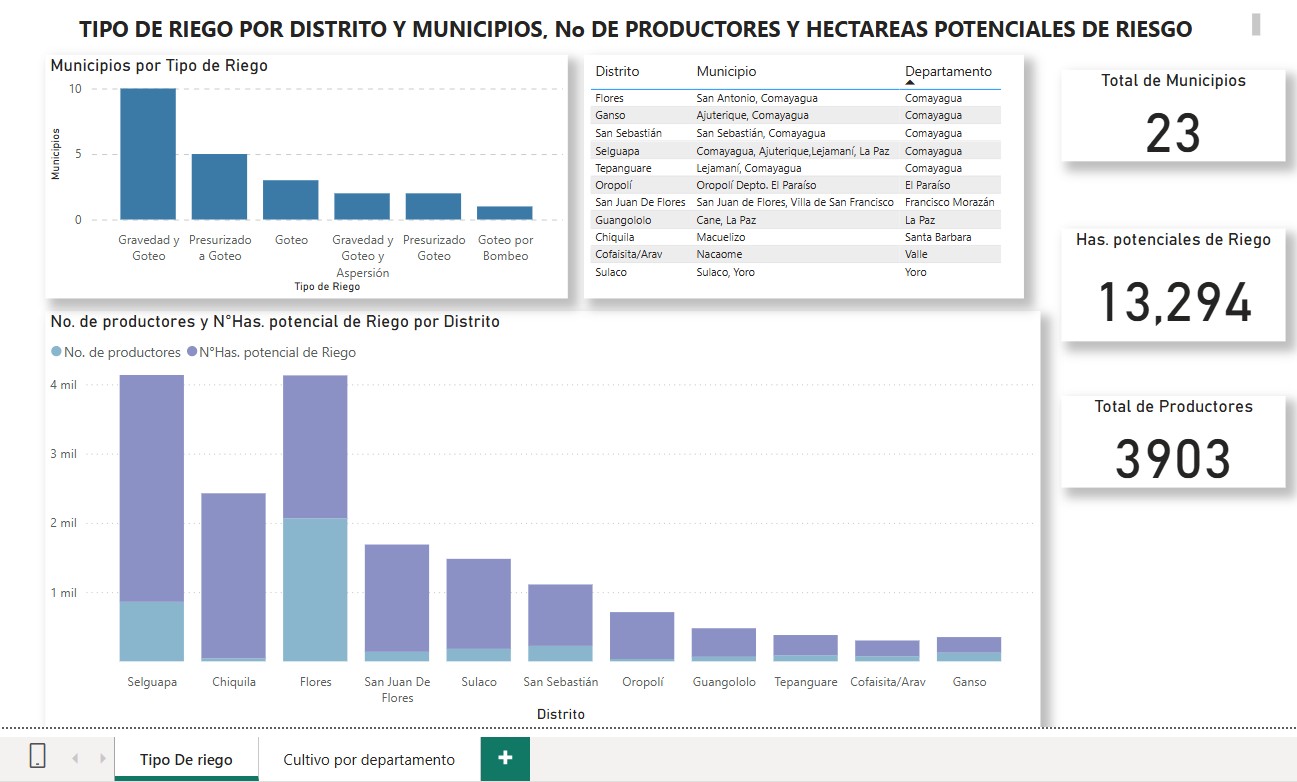 TIPO DE RIEGO POR DISTRITO Y MUNICIPIOS, No DE PRODUCTORES Y HECTAREAS POTENCIALES DE RIESGO
Municipios por Tipo de Riego
Municipios
10
5
0
Gravedad y Goteo
Presurizado a Goteo
Goteo
Gravedad y Goteo y Aspersión
Presurizado Goteo
Goteo por Bombeo
Tipo de Riego
Distrito Municipio Departamento
Flores San Antonio, Comayagua Comayagua
Ganso Ajuterique, Comayagua Comayagua
San Sebastián San Sebastián, Comayagua Comayagua
Selguapa Comayagua, Ajuterique,Lejamaní, La Paz Comayagua
Tepanguare Lejamaní, Comayagua Comayagua
Oropolí Oropolí Depto. El Paraíso El Paraíso
San Juan De Flores San Juan de Flores, Villa de San Francisco Francisco Morazán
Guangololo Cane, La Paz La Paz
Chiquila Macuelizo Santa Barbara
Cofaisita/Arav Nacaome Valle
Sulaco Sulaco, Yoro Yoro
Total de Municipios
23
Has. potenciales de Riego
13,294
Total de Productores
3903
No. de productores y N°Has. potencial de Riego por Distrito
No. de productores N°Has. potencial de Riego
4 mil
3 mil
2 mil
1 mil
Selguapa
Chiquila
Flores
San Juan De Flores
Sulaco
San Sebastián
Oropolí
Guangololo
Tepanguare
Cofaisita/Arav
Ganso
Distrito
Tipo De riego
Cultivo por departamento
+